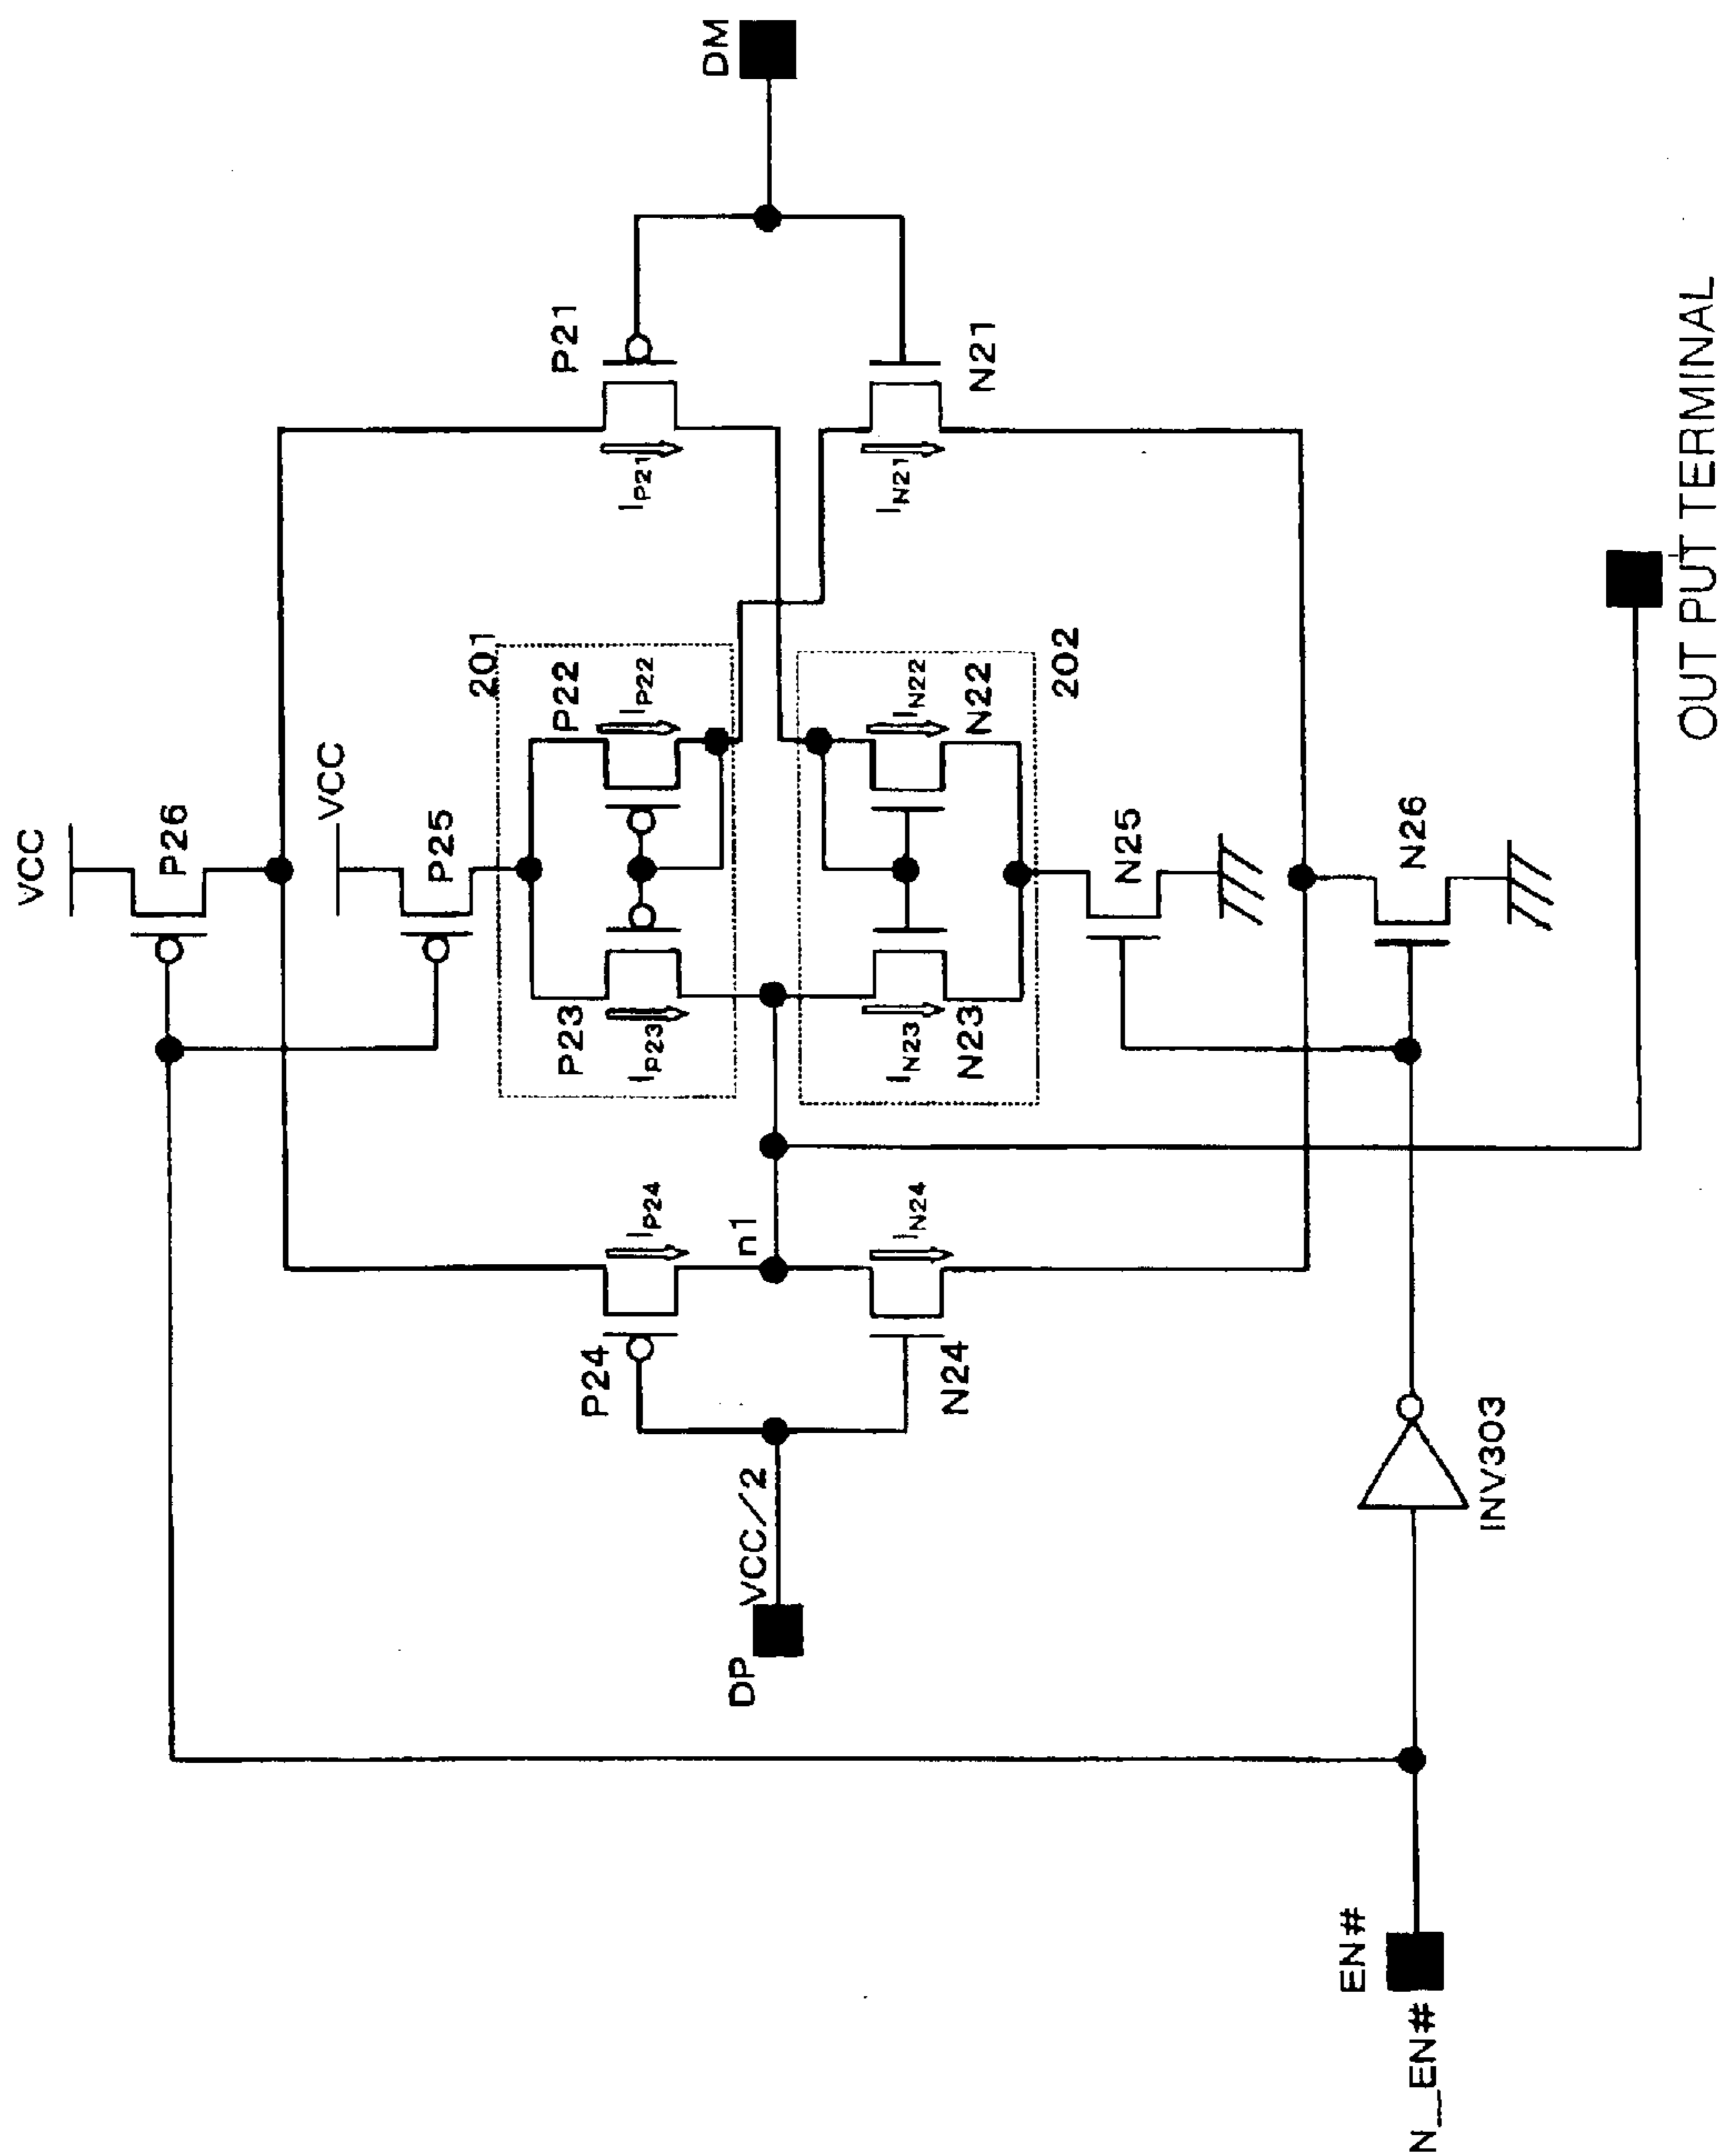 VCC
P26
VCC
P25
201
P23
IP23
P22
IP22
P21
IP21
P24
IP24
n1
DP
VCC/2
DM
N24
IN24
IN23
N23
IN22
N22
202
IN21
N21
N25
N26
INV303
EN#
N_EN#
OUT PUT TERMINAL